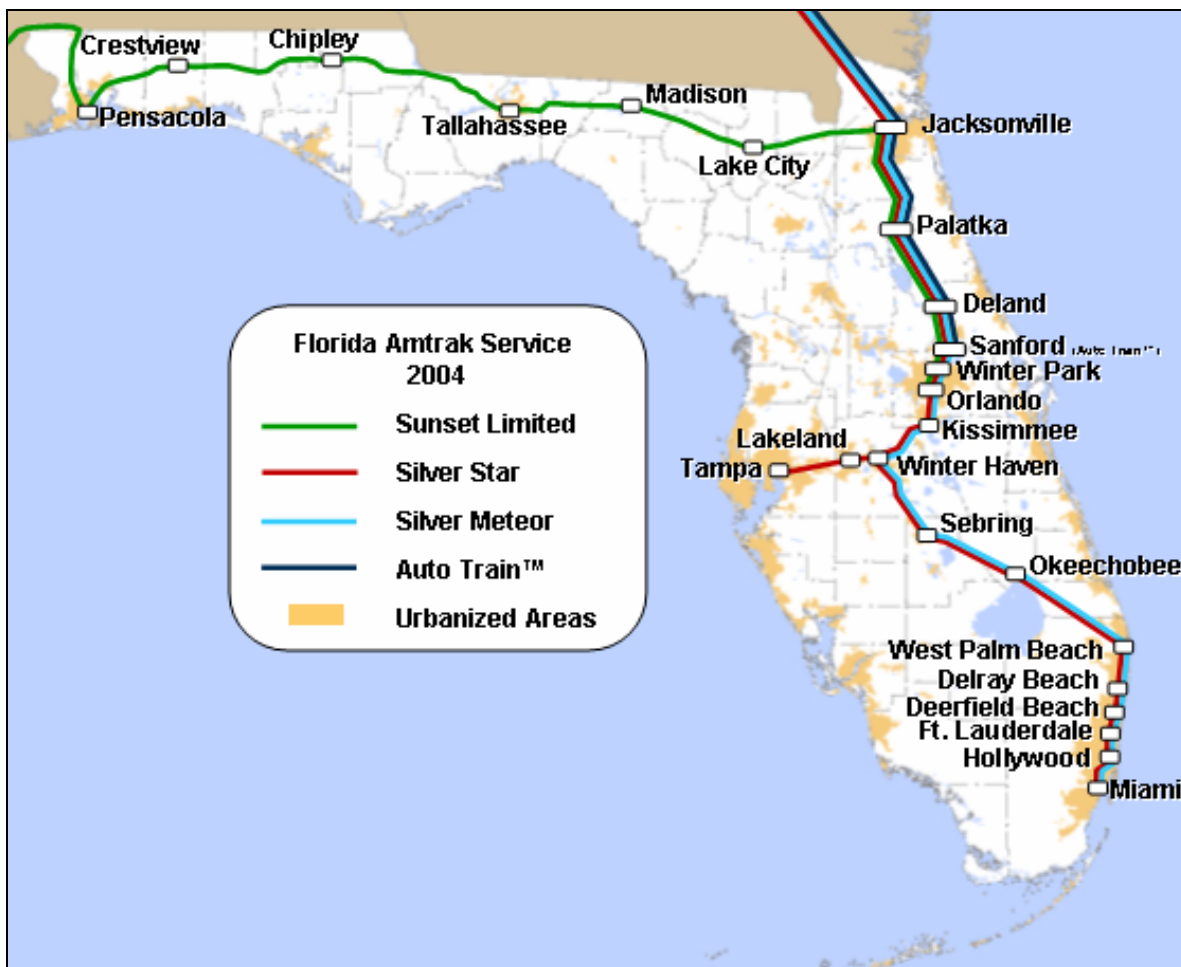 Crestview
Chipley
Pensacola
Tallahassee
Madison
Lake City
Jacksonville
Palatka
Deland
Sanford (Auto Train™)
Winter Park
Orlando
Kissimmee
Lakeland
Tampa
Winter Haven
Sebring
Okeechobee
West Palm Beach
Delray Beach
Deerfield Beach
Ft. Lauderdale
Hollywood
Miami
Florida Amtrak Service
2004
Sunset Limited
Silver Star
Silver Meteor
Auto Train™
Urbanized Areas